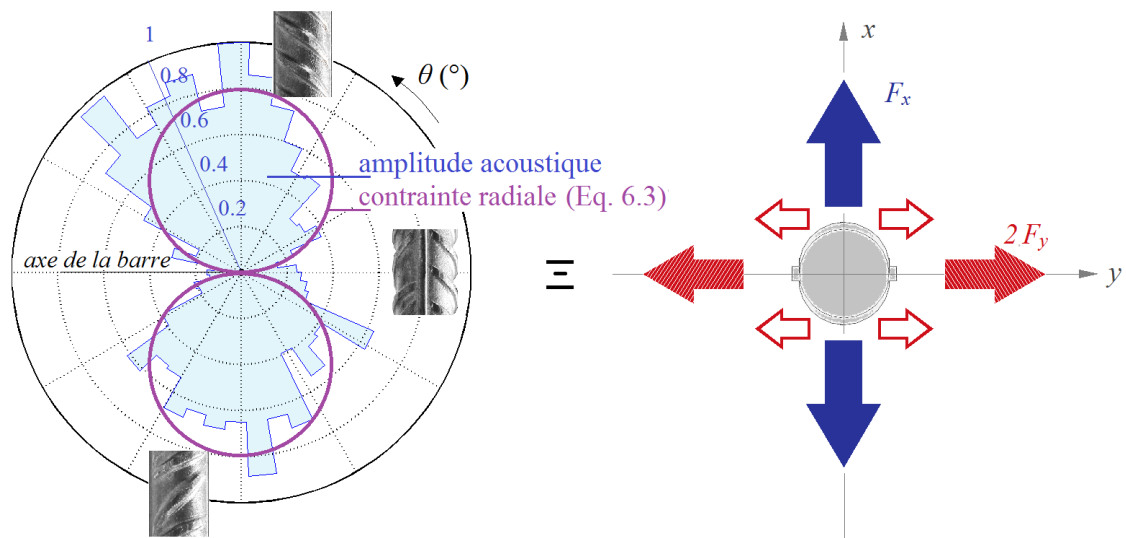 1
0.8
0.6
0.4
0.2
θ (°)
amplitude acoustique
contrainte radiale (Eq. 6.3)
axe de la barre
Ξ
x
F_x
2 F_y
y